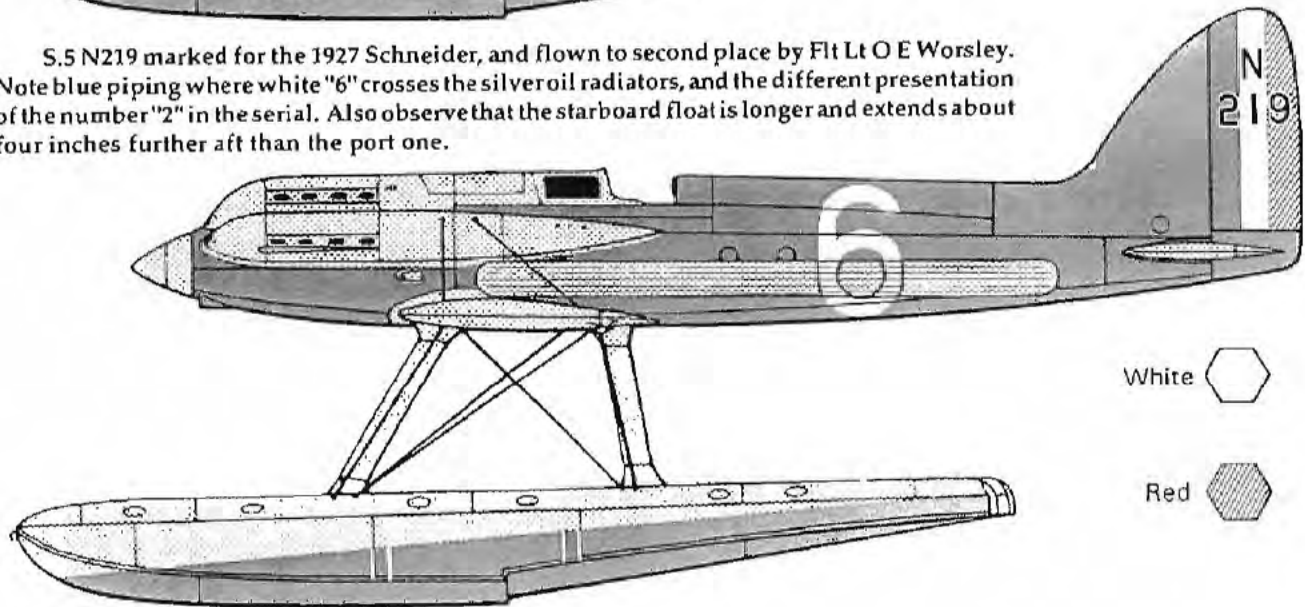 S.5 N219 marked for the 1927 Schneider, and flown to second place by Flt Lt O E Worsley.
Note blue piping where white "6" crosses the silver oil radiators, and the different presentation
of the number "2" in the serial. Also observe that the starboard float is longer and extends about
four inches further aft than the port one.
N
219
6
White
Red